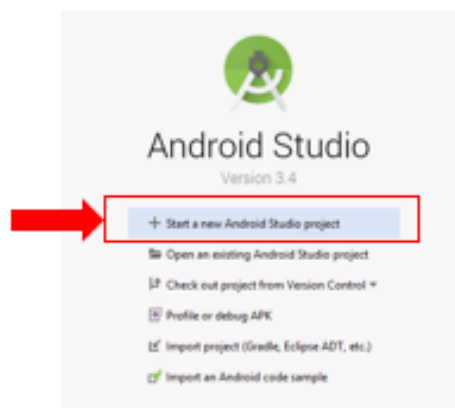 Android Studio
Version 3.4
Start a new Android Studio project
Open an existing Android Studio project
Check out project from Version Control
Profile or debug APK
Import project (Gradle, Eclipse ADT, etc.)
Import an Android code sample